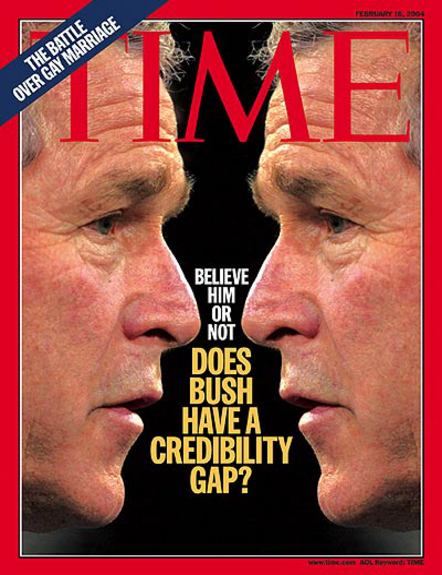 FEBRUARY 16, 2004
THE BATTLE
OVER GAY MARRIAGE
TIME
BELIEVE
HIM
OR
NOT
DOES
BUSH
HAVE A
CREDIBILITY
GAP?
www.time.com AOL Keyword: TIME